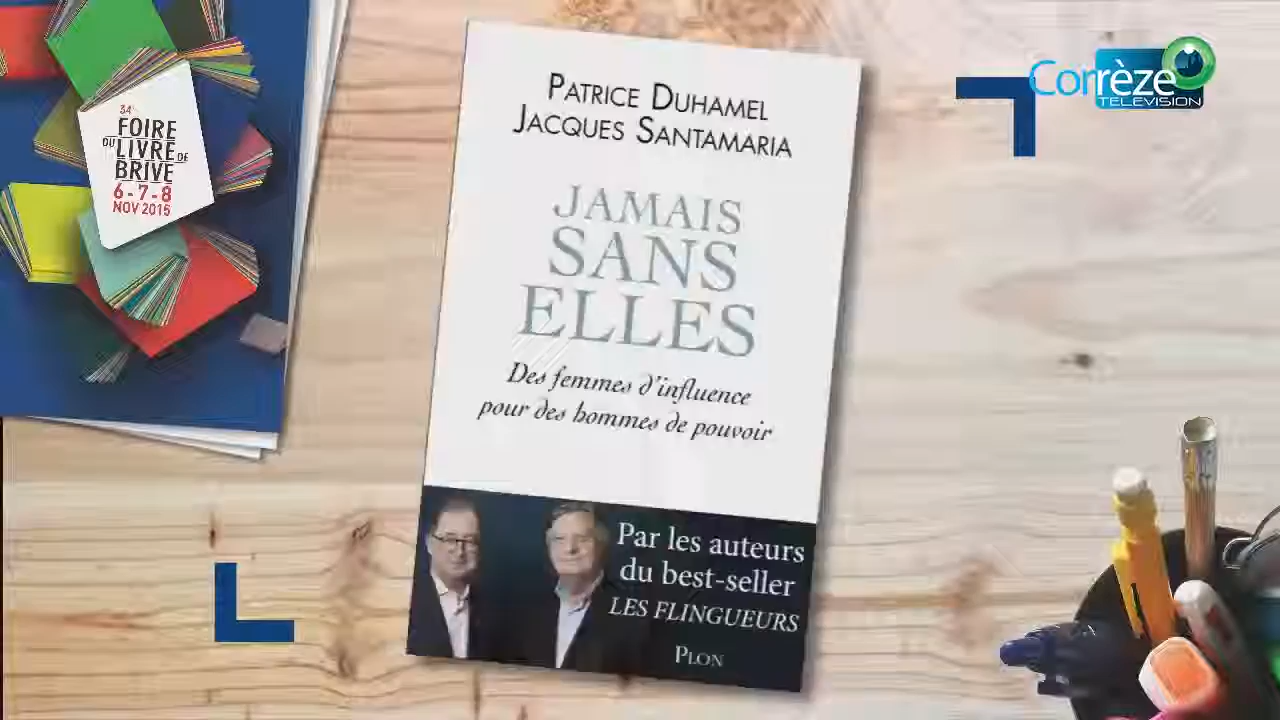 34e
FOIRE
DU LIVRE DE
BRIVE
6-7-8
NOV 2015
PATRICE DUHAMEL
JACQUES SANTAMARIA
JAMAIS
SANS
ELLES
Des femmes d'influence
pour des hommes de pouvoir
Par les auteurs
du best-seller
LES FLINGUEURS
PLON
Corrèze
TELEVISION